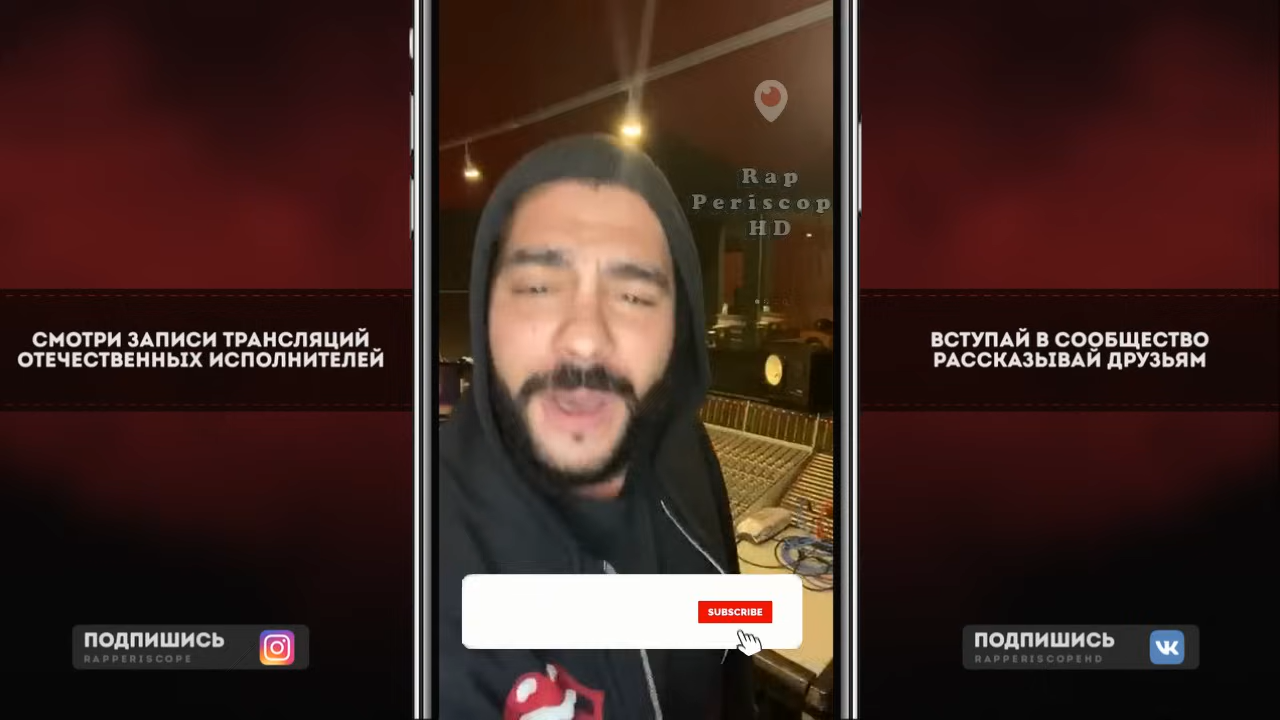 Rap
Periscop
HD
СМОТРИ ЗАПИСИ ТРАНСЛЯЦИЙ
ОТЕЧЕСТВЕННЫХ ИСПОЛНИТЕЛЕЙ
ВСТУПАЙ В СООБЩЕСТВО
РАССКАЗЫВАЙ ДРУЗЬЯМ
SUBSCRIBE
ПОДПИШИСЬ
RAPPERISCOPE
ПОДПИШИСЬ
RAPPERISCOPEHD